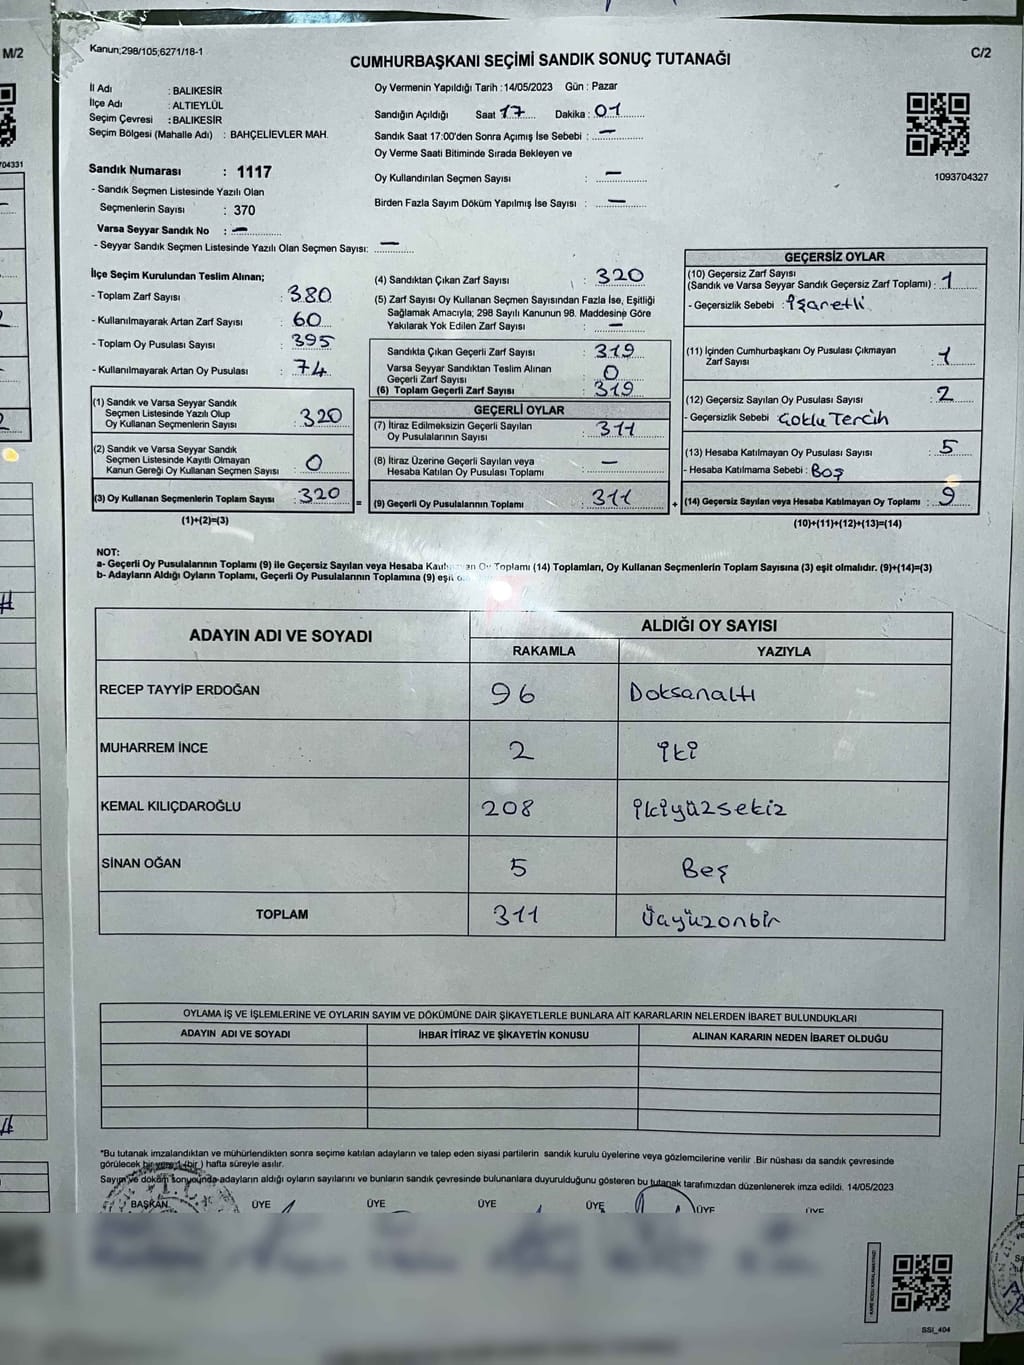 M/2
704331
Kanun;298/105;6271/18-1
CUMHURBAŞKANI SEÇİMİ SANDIK SONUÇ TUTANAĞI
C/2
İl Adı : BALIKESİR
İlçe Adı : ALTIEYLÜL
Seçim Çevresi : BALIKESİR
Seçim Bölgesi (Mahalle Adı) : BAHÇELİEVLER MAH.
Sandık Numarası : 1117
- Sandık Seçmen Listesinde Yazılı Olan
Seçmenlerin Sayısı : 370
Varsa Seyyar Sandık No : –
- Seyyar Sandık Seçmen Listesinde Yazılı Olan Seçmen Sayısı: –
Oy Vermenin Yapıldığı Tarih : 14/05/2023 Gün : Pazar
Sandığın Açıldığı Saat 17 Dakika : 01
Sandık Saat 17:00'den Sonra Açımış İse Sebebi : –
Oy Verme Saati Bitiminde Sırada Bekleyen ve
Oy Kullandırılan Seçmen Sayısı : –
Birden Fazla Sayım Döküm Yapılmış İse Sayısı : –
1093704327
İlçe Seçim Kurulundan Teslim Alınan;
- Toplam Zarf Sayısı : 380
- Kullanılmayarak Artan Zarf Sayısı : 60
- Toplam Oy Pusulası Sayısı : 395
- Kullanılmayarak Artan Oy Pusulası : 74
(1) Sandık ve Varsa Seyyar Sandık
Seçmen Listesinde Yazılı Olup
Oy Kullanan Seçmenlerin Sayısı : 320
(2) Sandık ve Varsa Seyyar Sandık
Seçmen Listesinde Kayıtlı Olmayan
Kanun Gereği Oy Kullanan Seçmen Sayısı : 0
(3) Oy Kullanan Seçmenlerin Toplam Sayısı : 320
(1)+(2)=(3)
(4) Sandıktan Çıkan Zarf Sayısı : 320
(5) Zarf Sayısı Oy Kullanan Seçmen Sayısından Fazla İse, Eşitliği
Sağlamak Amacıyla; 298 Sayılı Kanunun 98. Maddesine Göre
Yakılarak Yok Edilen Zarf Sayısı : –
Sandıkta Çıkan Geçerli Zarf Sayısı : 319
Varsa Seyyar Sandıktan Teslim Alınan
Geçerli Zarf Sayısı : 0
(6) Toplam Geçerli Zarf Sayısı : 319
GEÇERLİ OYLAR
(7) İtiraz Edilmeksizin Geçerli Sayılan
Oy Pusulalarının Sayısı : 311
(8) İtiraz Üzerine Geçerli Sayılan veya
Hesaba Katılan Oy Pusulası Toplamı : –
= (9) Geçerli Oy Pusulalarının Toplamı : 311 +
GEÇERSİZ OYLAR
(10) Geçersiz Zarf Sayısı
(Sandık ve Varsa Seyyar Sandık Geçersiz Zarf Toplamı) : 1
- Geçersizlik Sebebi : İşaretli
(11) İçinden Cumhurbaşkanı Oy Pusulası Çıkmayan
Zarf Sayısı : 1
(12) Geçersiz Sayılan Oy Pusulası Sayısı : 2
- Geçersizlik Sebebi Çoklu Tercih
(13) Hesaba Katılmayan Oy Pusulası Sayısı : 5
- Hesaba Katılmama Sebebi : Boş
(14) Geçersiz Sayılan veya Hesaba Katılmayan Oy Toplamı : 9
(10)+(11)+(12)+(13)=(14)
NOT:
a- Geçerli Oy Pusulalarının Toplamı (9) ile Geçersiz Sayılan veya Hesaba Oy Toplamı (14) Toplamları, Oy Kullanan Seçmenlerin Toplam Sayısına (3) eşit olmalıdır. (9)+(14)=(3)
b- Adayların Aldığı Oyların Toplamı, Geçerli Oy Pusulalarının Toplamına (9) eşit
ADAYIN ADI VE SOYADI
ALDIĞI OY SAYISI
RAKAMLA YAZIYLA
RECEP TAYYİP ERDOĞAN 96 Doksanaltı
MUHARREM İNCE 2 iki
KEMAL KILIÇDAROĞLU 208 ikiyüzsekiz
SİNAN OĞAN 5 Beş
TOPLAM 311 Üçyüzonbir
OYLAMA İŞ VE İŞLEMLERİNE VE OYLARIN SAYIM VE DÖKÜMÜNE DAİR ŞİKAYETLERLE BUNLARA AİT KARARLARIN NELERDEN İBARET BULUNDUKLARI
ADAYIN ADI VE SOYADI İHBAR İTİRAZ VE ŞİKAYETİN KONUSU ALINAN KARARIN NEDEN İBARET OLDUĞU
*Bu tutanak imzalandıktan ve mühürlendikten sonra seçime katılan adayların ve talep eden siyasi partilerin sandık kurulu üyelerine veya gözlemcilerine verilir .Bir nüshası da sandık çevresinde
görülecek bir yere 1 (bir ) hafta süreyle asılır.
Sayım ve döküm sonucunda adayların aldığı oyların sayılarını ve bunların sandık çevresinde bulunanlara duyurulduğunu gösteren bu tutanak tarafımızdan düzenlenerek imza edildi. 14/05/2023
BAŞKAN ÜYE ÜYE ÜYE ÜYE ÜYE ÜYE
SSI_404